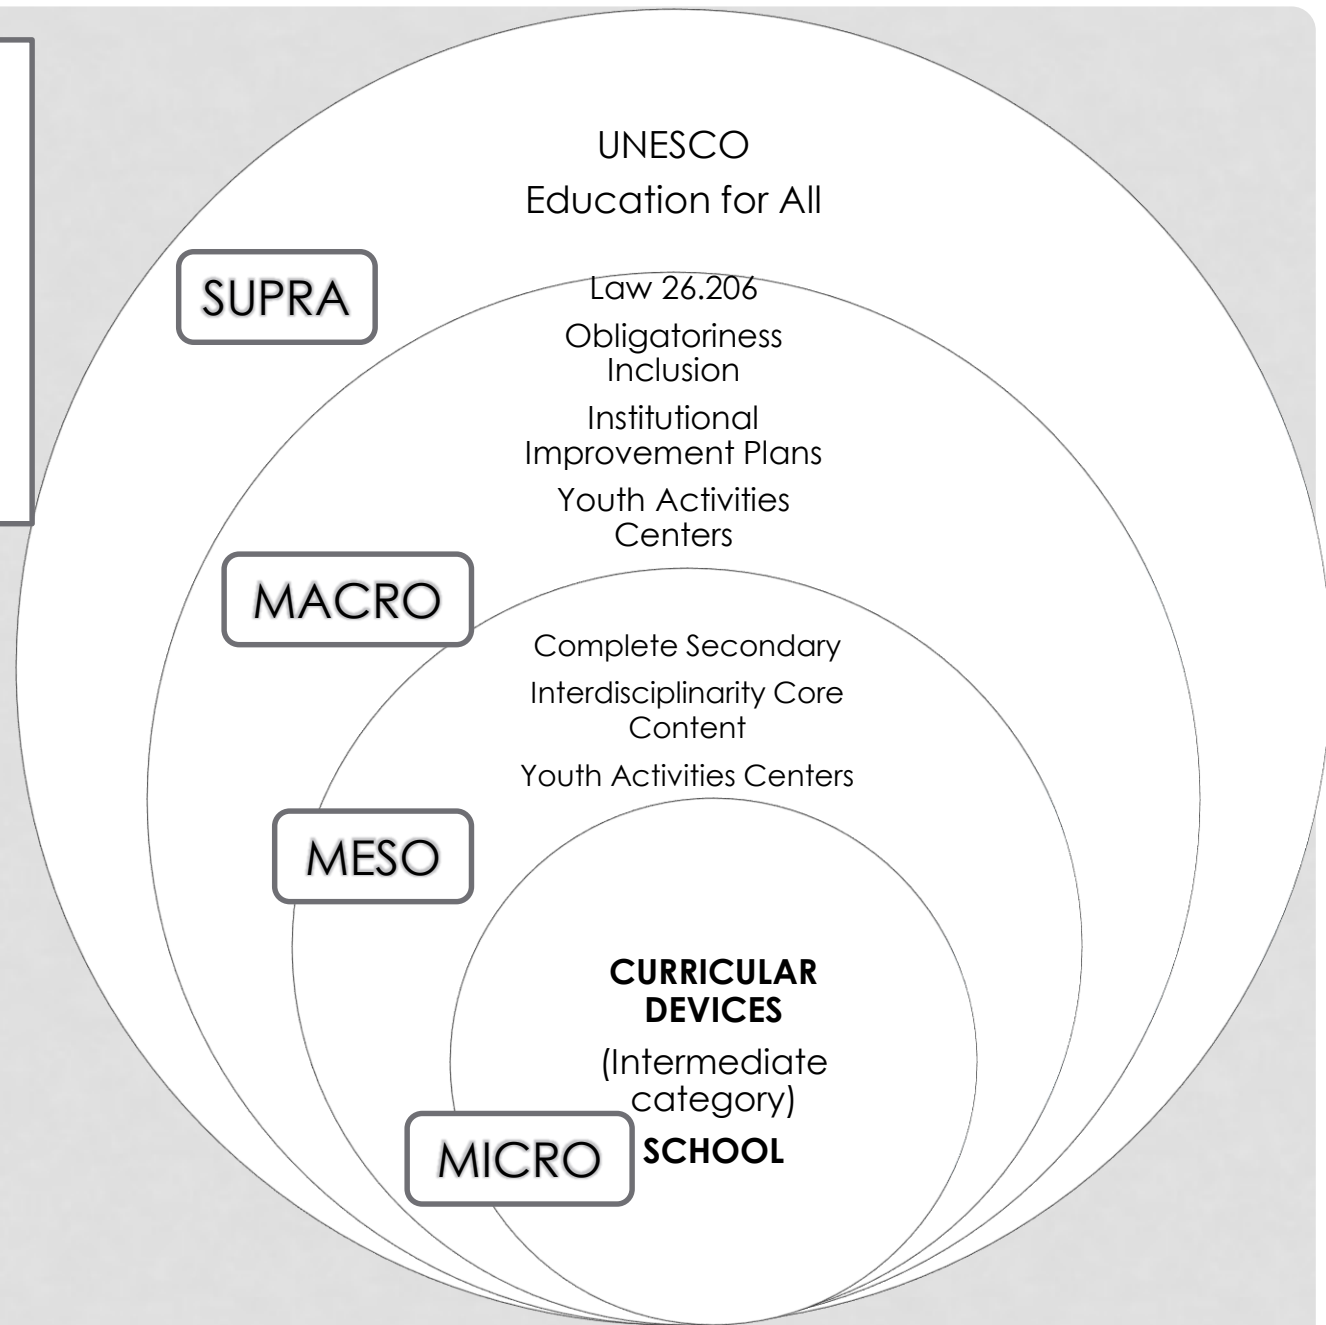 UNESCO
Education for All
SUPRA
Law 26.206
Obligatoriness
Inclusion
Institutional
Improvement Plans
Youth Activities
Centers
MACRO
Complete Secondary
Interdisciplinarity Core
Content
Youth Activities Centers
MESO
CURRICULAR
DEVICES
(Intermediate
category)
MICRO
SCHOOL